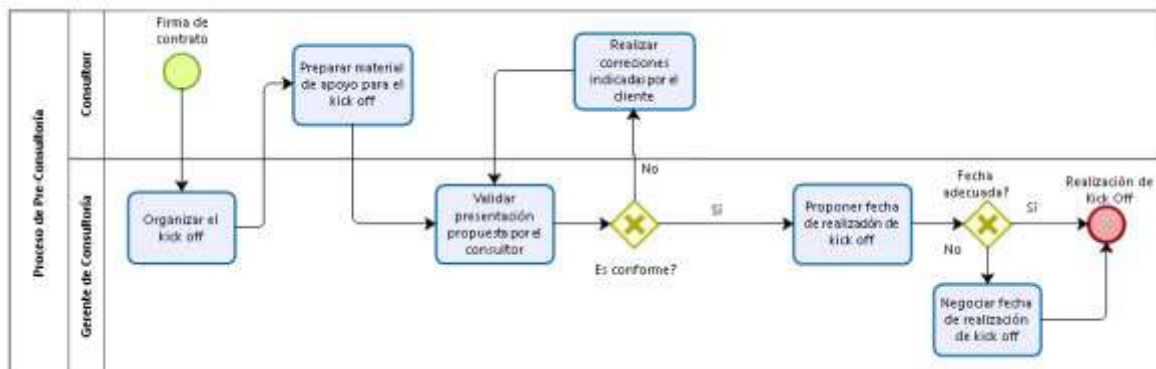 Proceso de Pre-Consultoría
Consultorr
Firma de
contrato
Preparar material
de apoyo para el
kick off
Realizar
correciones
indicadas por el
cliente
Gerente de Consultoría
Organizar el
kick off
Validar
presentación
propuesta por el
consultor
No
Es conforme?
Sí
Proponer fecha
de realización de
kick off
Fecha
adecuada?
Sí
No
Realización de
Kick Off
Negociar fecha
de realización
de kick off